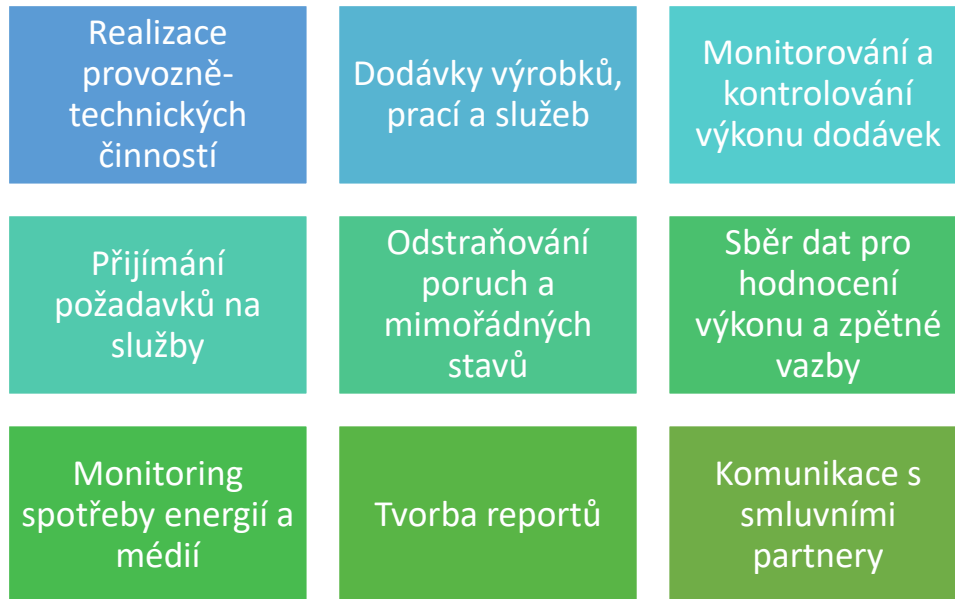 Realizace
provozně-
technických
činností
Dodávky výrobků,
prací a služeb
Monitorování a
kontrolování
výkonu dodávek
Přijímání
požadavků na
služby
Odstraňování
poruch a
mimořádných
stavů
Sběr dat pro
hodnocení
výkonu a zpětné
vazby
Monitoring
spotřeby energií a
médií
Tvorba reportů
Komunikace s
smluvními
partnery